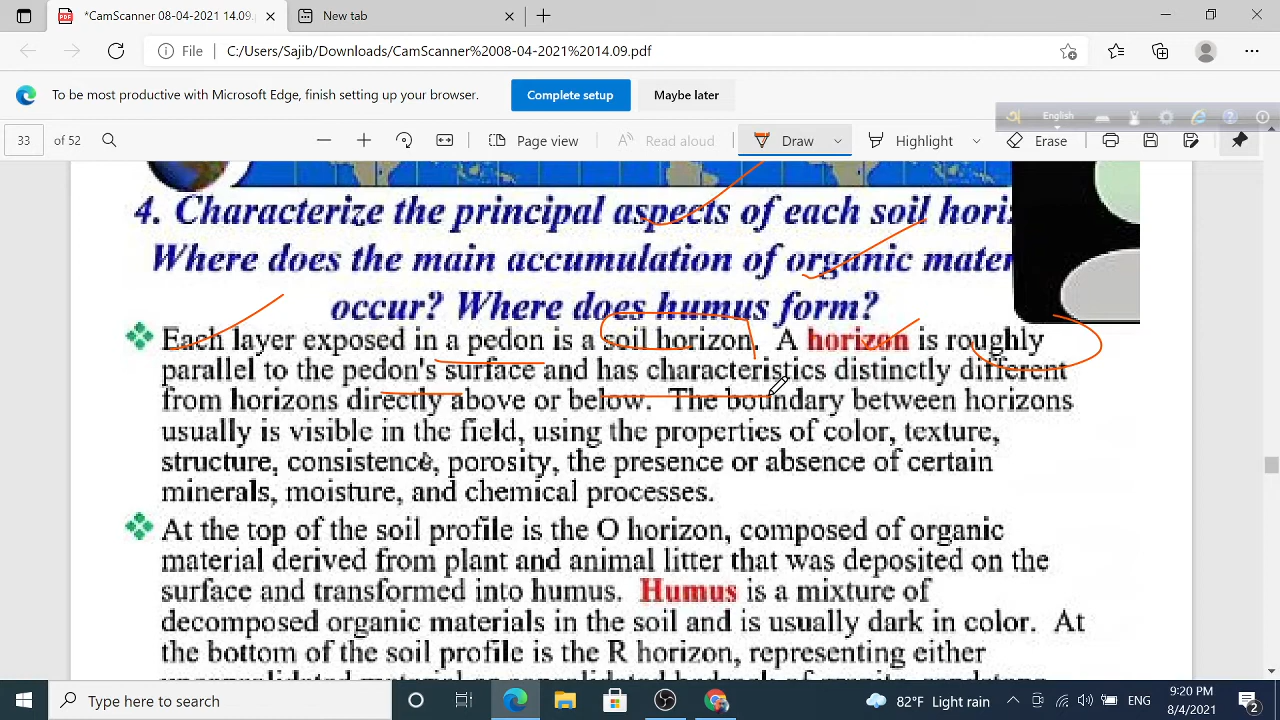 *CamScanner 08-04-2021 14.09.
New tab
File
C:/Users/Sajib/Downloads/CamScanner%2008-04-2021%2014.09.pdf
To be most productive with Microsoft Edge, finish setting up your browser.
Complete setup
Maybe later
English
33
of 52
Page view
Read aloud
Draw
Highlight
Erase
4. Characterize the principal aspects of each soil hori
Where does the main accumulation of organic mater
occur? Where does humus form?
Each layer exposed in a pedon is a soil horizon. A horizon is roughly
parallel to the pedon's surface and has characteristics distinctly different
from horizons directly above or below. The boundary between horizons
usually is visible in the field, using the properties of color, texture,
structure, consistence, porosity, the presence or absence of certain
minerals, moisture, and chemical processes.
At the top of the soil profile is the O horizon, composed of organic
material derived from plant and animal litter that was deposited on the
surface and transformed into humus. Humus is a mixture of
decomposed organic materials in the soil and is usually dark in color. At
the bottom of the soil profile is the R horizon, representing either
Type here to search
82°F Light rain
ENG
9:20 PM
8/4/2021
2